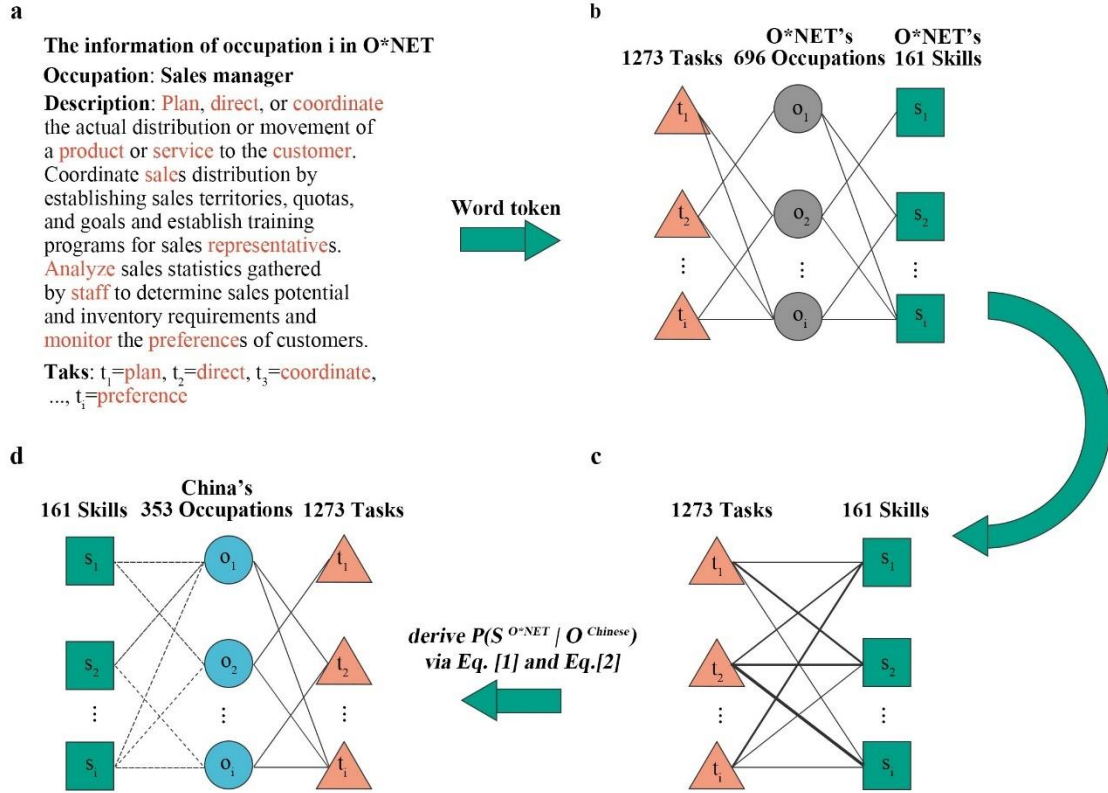 a
The information of occupation i in O*NET
Occupation: Sales manager
Description: Plan, direct, or coordinate
the actual distribution or movement of
a product or service to the customer.
Coordinate sales distribution by
establishing sales territories, quotas,
and goals and establish training
programs for sales representatives.
Analyze sales statistics gathered
by staff to determine sales potential
and inventory requirements and
monitor the preferences of customers.
Taks: t1=plan, t2=direct, t3=coordinate,
..., ti=preference
Word token
b
O*NET's O*NET's
1273 Tasks 696 Occupations 161 Skills
t1 o1 s1
t2 o2 s2
⋮ ⋮ ⋮
ti oi si
d
China's
161 Skills 353 Occupations 1273 Tasks
s1 o1 t1
s2 o2 t2
⋮ ⋮ ⋮
si oi ti
derive P(S O*NET | O Chinese)
via Eq. [1] and Eq.[2]
c
1273 Tasks 161 Skills
t1 s1
t2 s2
⋮ ⋮
ti si